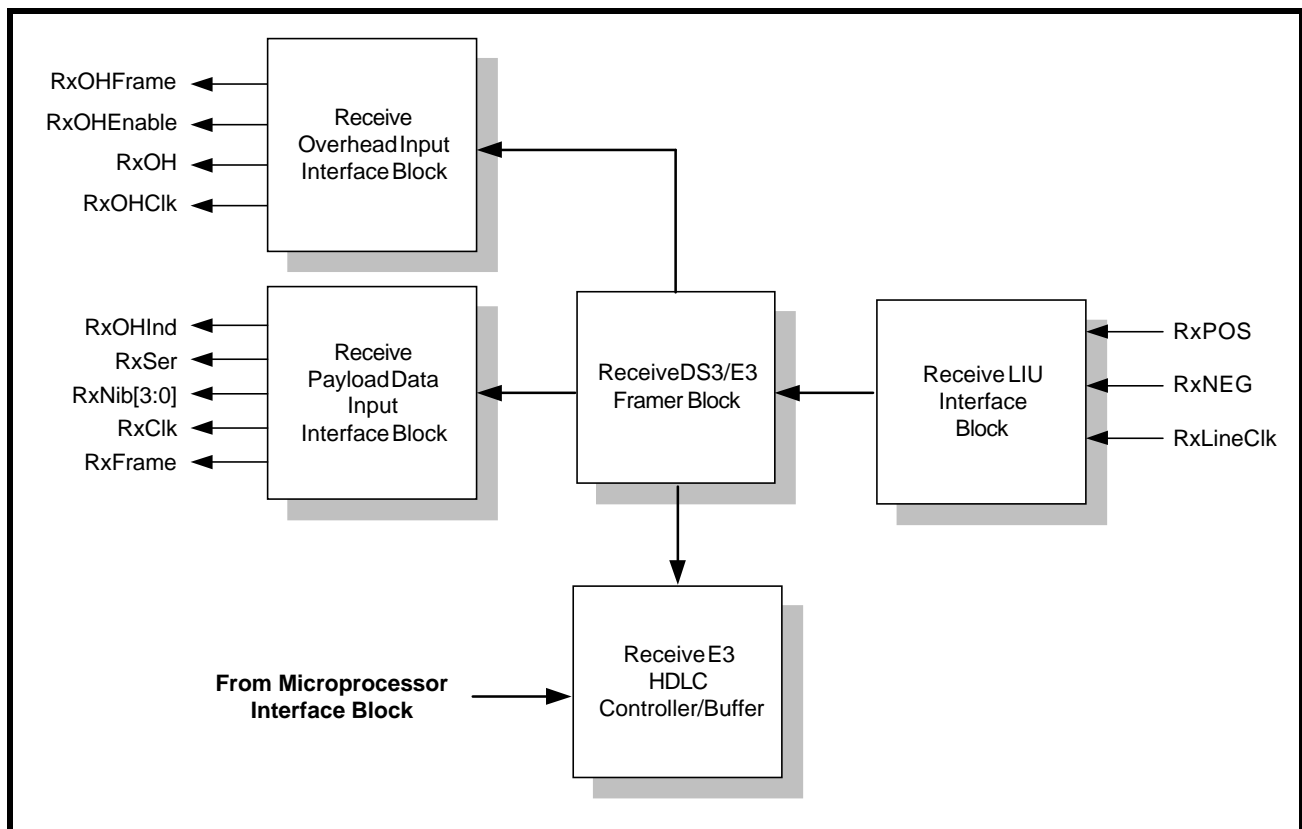 RxOHFrame
RxOHEnable
RxOH
RxOHClk
Receive
Overhead Input
Interface Block
RxOHInd
RxSer
RxNib[3:0]
RxClk
RxFrame
Receive
Payload Data
Input
Interface Block
Receive DS3/E3
Framer Block
Receive LIU
Interface
Block
RxPOS
RxNEG
RxLineClk
From Microprocessor
Interface Block
Receive E3
HDLC
Controller/Buffer